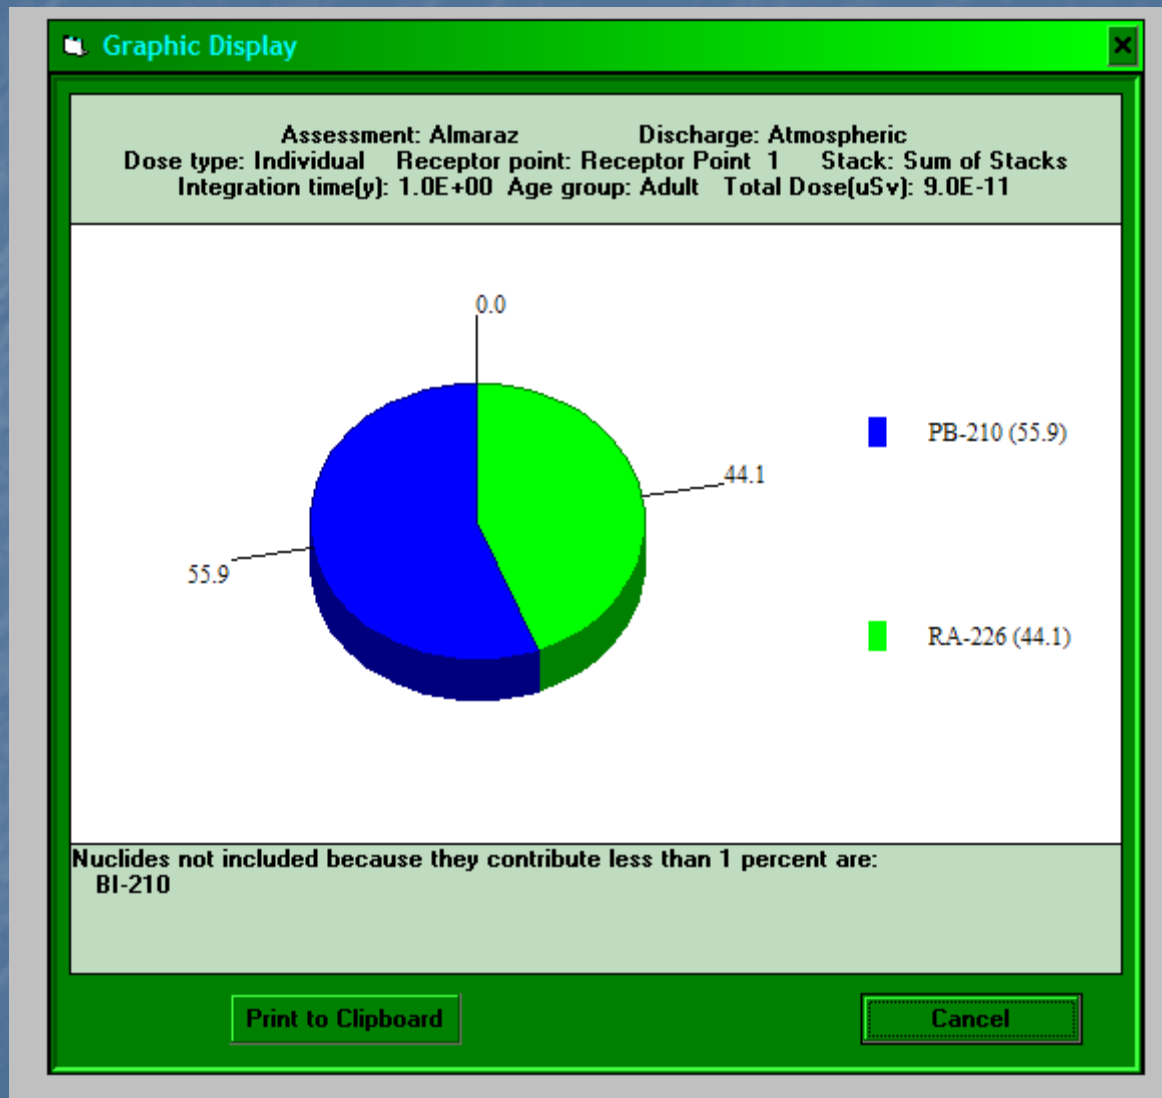 Graphic Display
Assessment: Almaraz Discharge: Atmospheric
Dose type: Individual Receptor point: Receptor Point 1 Stack: Sum of Stacks
Integration time(y): 1.0E+00 Age group: Adult Total Dose(uSv): 9.0E-11
0.0
PB-210 (55.9)
44.1
55.9
RA-226 (44.1)
Nuclides not included because they contribute less than 1 percent are:
BI-210
Print to Clipboard Cancel